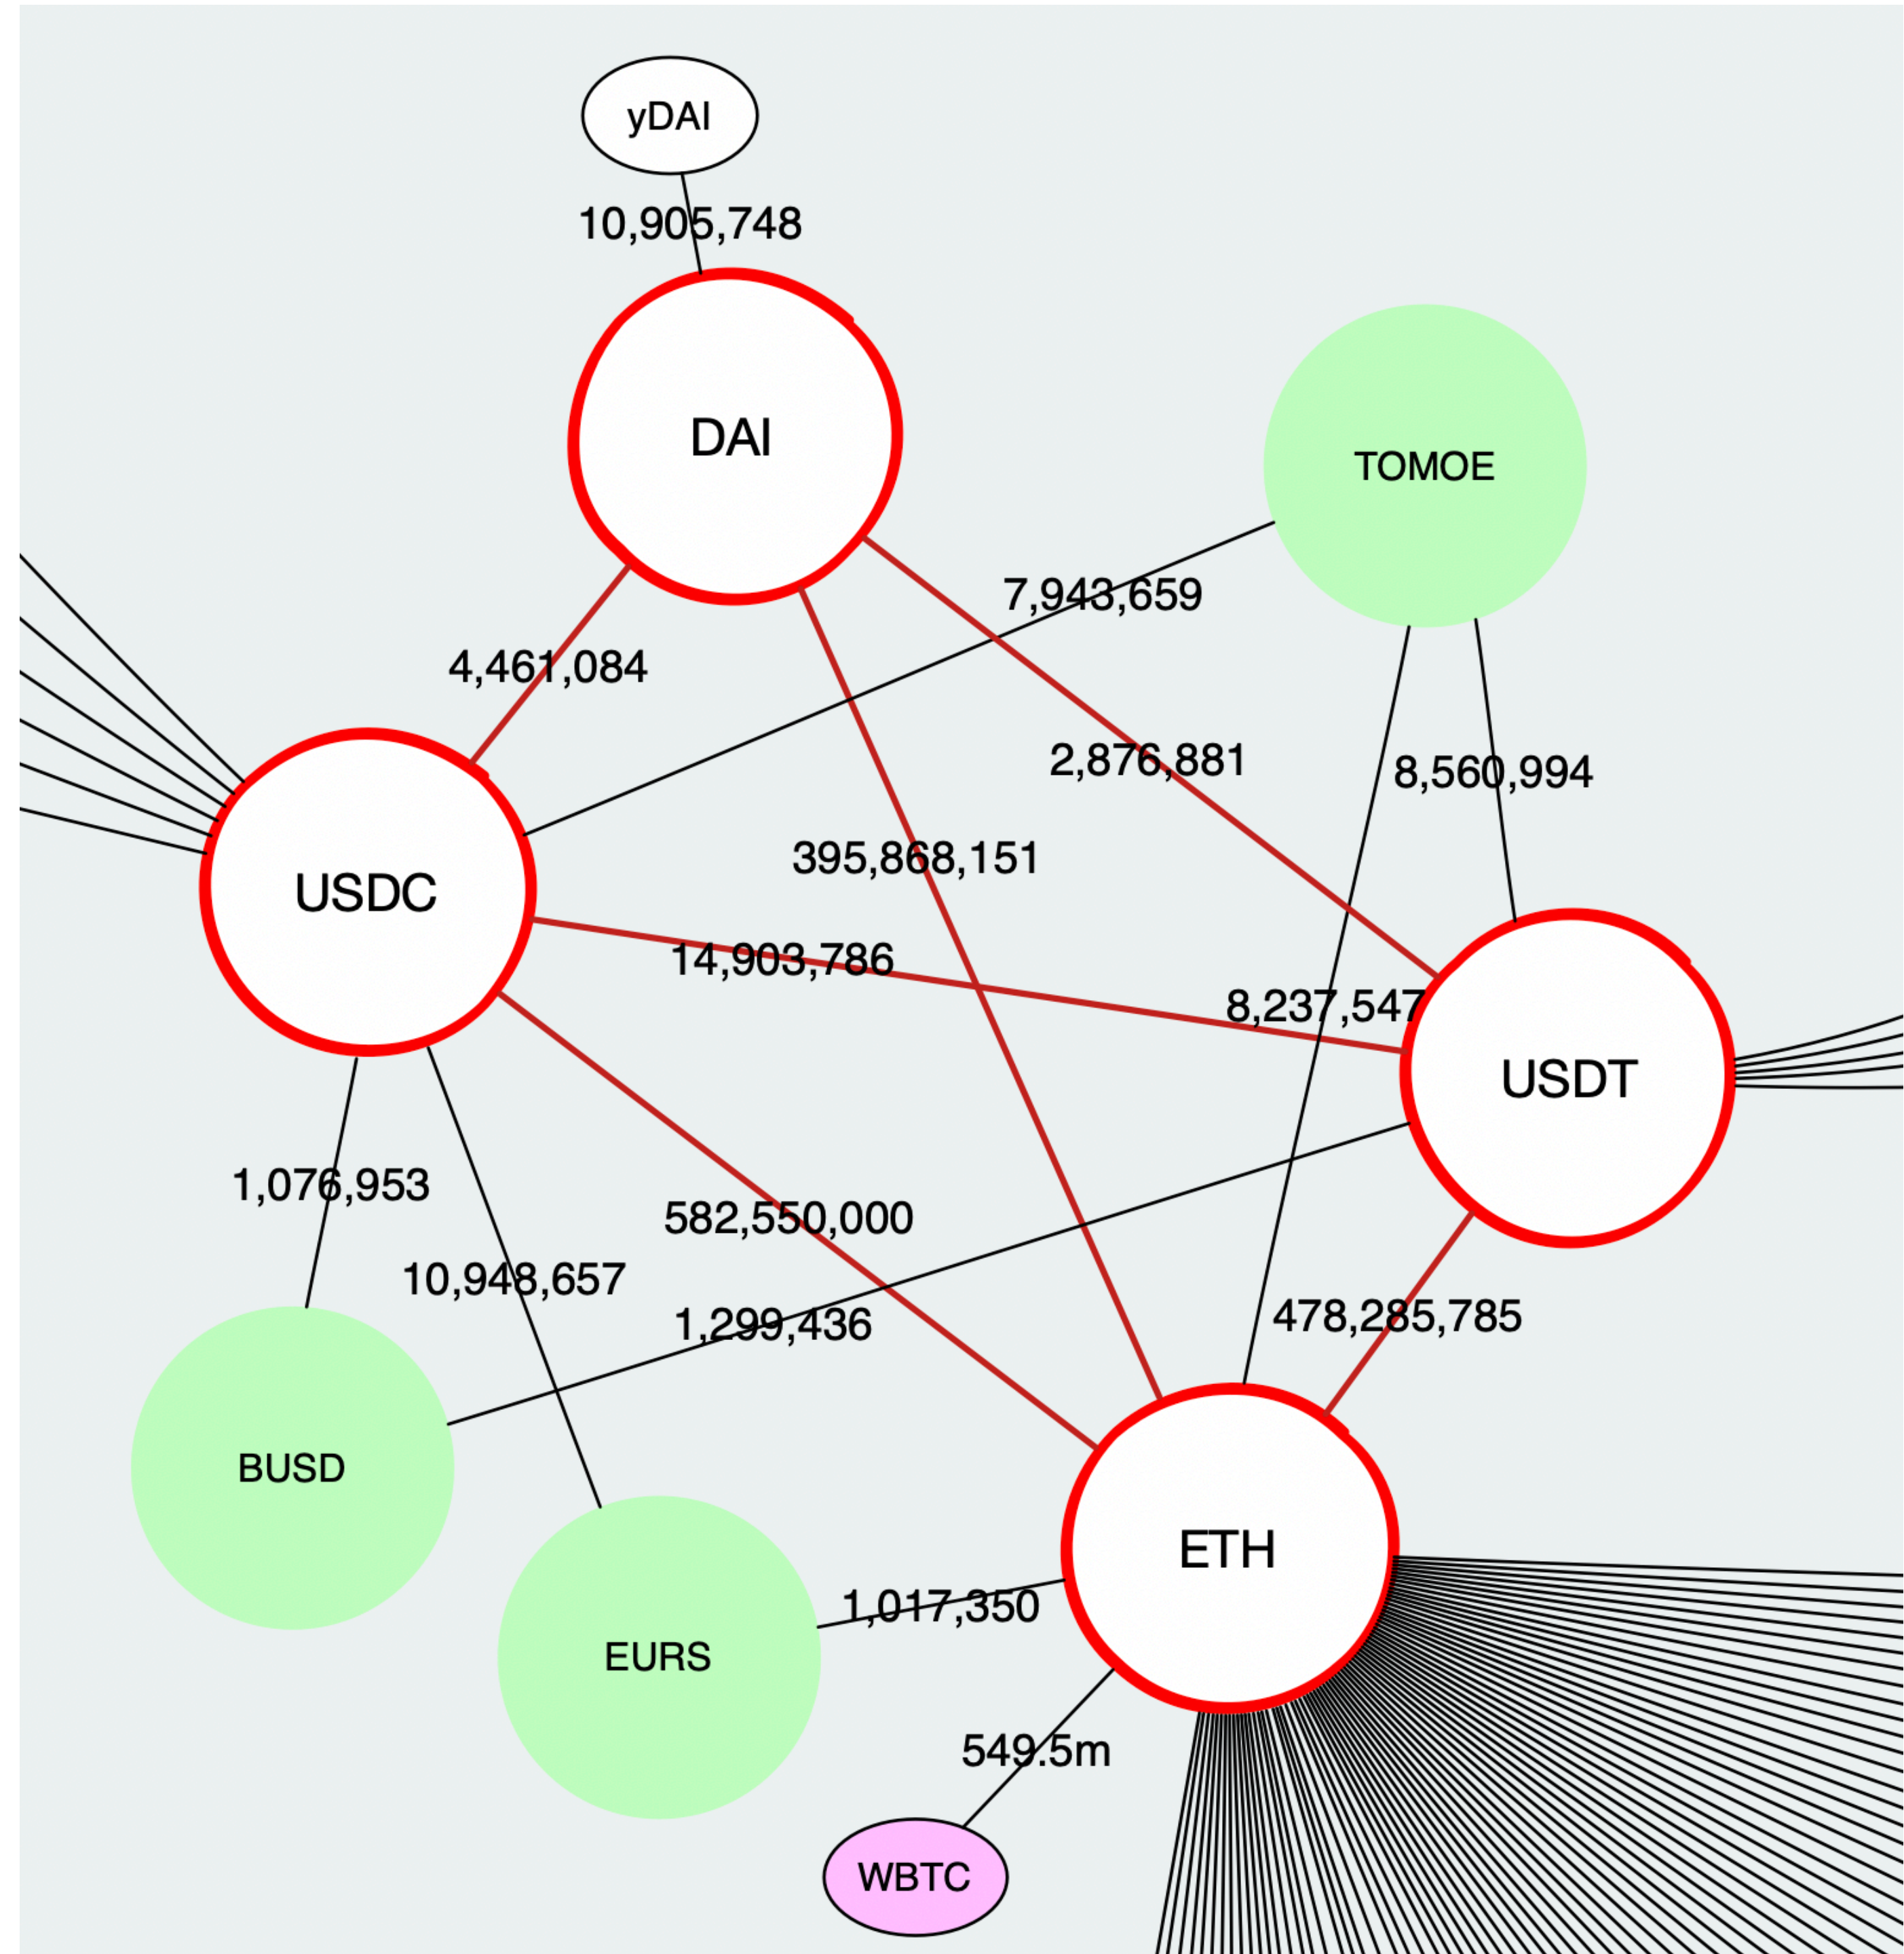 yDAI
10,905,748
DAI
TOMOE
7,943,659
4,461,084
2,876,881
8,560,994
395,868,151
USDC
14,903,786
8,237,547
USDT
1,076,953
582,550,000
10,948,657
478,285,785
1,299,436
BUSD
ETH
1,017,350
EURS
549.5m
WBTC